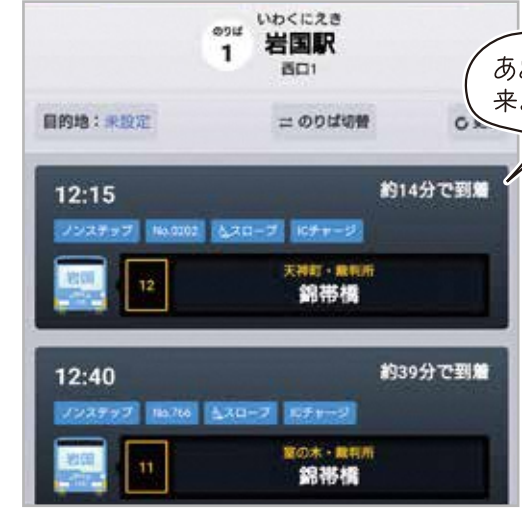 いわくにえき
のりば
1
岩国駅
西口1
あ
来
目的地：未設定
のりば切替
12:15
約14分で到着
ノンステップ No.0202 スロープ ICチャージ
岩国
12
天神町・裁判所
錦帯橋
12:40
約39分で到着
ノンステップ No.766 スロープ ICチャージ
岩国
11
室の木・裁判所
錦帯橋